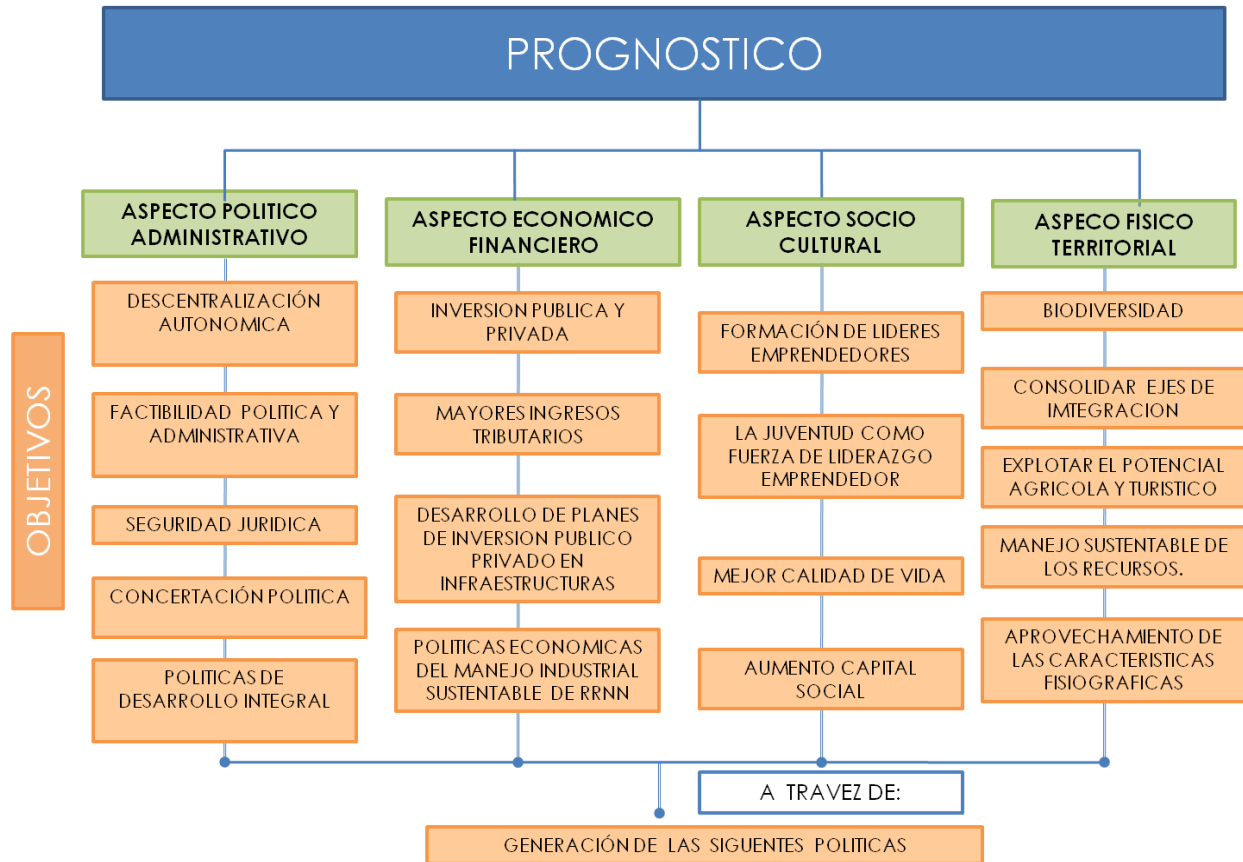 PROGNOSTICO
OBJETIVOS
ASPECTO POLITICO
ADMINISTRATIVO
DESCENTRALIZACIÓN
AUTONOMICA
FACTIBILIDAD POLITICA Y
ADMINISTRATIVA
SEGURIDAD JURIDICA
CONCERTACIÓN POLITICA
POLITICAS DE
DESARROLLO INTEGRAL
ASPECTO ECONOMICO
FINANCIERO
INVERSION PUBLICA Y
PRIVADA
MAYORES INGRESOS
TRIBUTARIOS
DESARROLLO DE PLANES
DE INVERSION PUBLICO
PRIVADO EN
INFRAESTRUCTURAS
POLITICAS ECONOMICAS
DEL MANEJO INDUSTRIAL
SUSTENTABLE DE RRNN
ASPECTO SOCIO
CULTURAL
FORMACIÓN DE LIDERES
EMPRENDEDORES
LA JUVENTUD COMO
FUERZA DE LIDERAZGO
EMPRENDEDOR
MEJOR CALIDAD DE VIDA
AUMENTO CAPITAL
SOCIAL
ASPECO FISICO
TERRITORIAL
BIODIVERSIDAD
CONSOLIDAR EJES DE
IMTEGRACION
EXPLOTAR EL POTENCIAL
AGRICOLA Y TURISTICO
MANEJO SUSTENTABLE DE
LOS RECURSOS.
APROVECHAMIENTO DE
LAS CARACTERISTICAS
FISIOGRAFICAS
A TRAVEZ DE:
GENERACIÓN DE LAS SIGUENTES POLITICAS